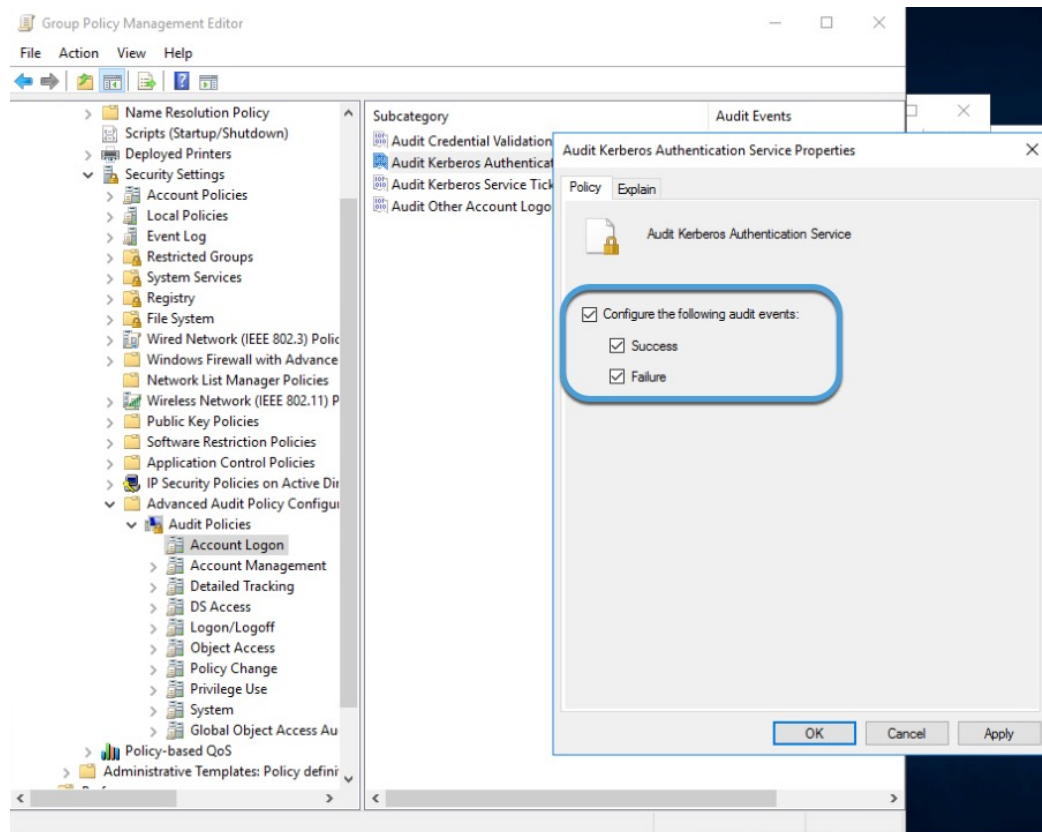 Group Policy Management Editor
File Action View Help
Name Resolution Policy
Scripts (Startup/Shutdown)
Deployed Printers
Security Settings
Account Policies
Local Policies
Event Log
Restricted Groups
System Services
Registry
File System
Wired Network (IEEE 802.3) Polic
Windows Firewall with Advance
Network List Manager Policies
Wireless Network (IEEE 802.11) P
Public Key Policies
Software Restriction Policies
Application Control Policies
IP Security Policies on Active Dir
Advanced Audit Policy Configur
Audit Policies
Account Logon
Account Management
Detailed Tracking
DS Access
Logon/Logoff
Object Access
Policy Change
Privilege Use
System
Global Object Access Au
Policy-based QoS
Administrative Templates: Policy defini
Subcategory Audit Events
Audit Credential Validation
Audit Kerberos Authenticat
Audit Kerberos Service Tick
Audit Other Account Logo
Audit Kerberos Authentication Service Properties
Policy Explain
Audit Kerberos Authentication Service
Configure the following audit events:
Success
Failure
OK Cancel Apply